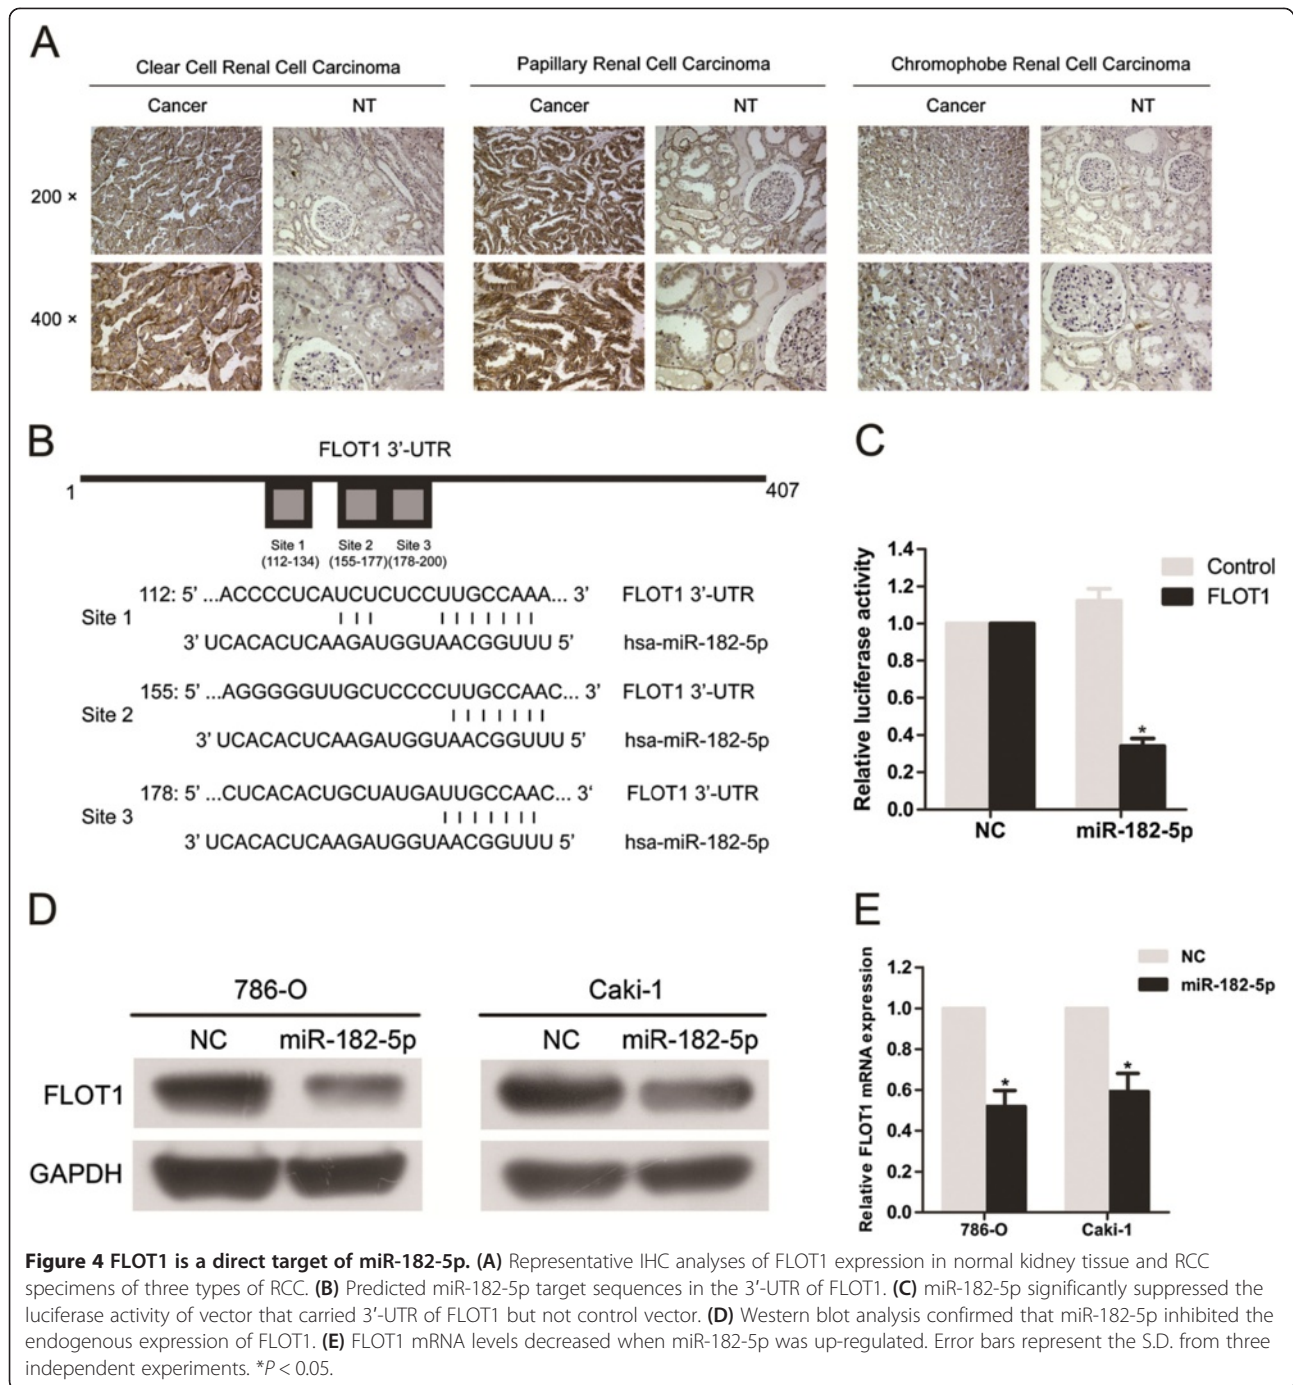 A
Clear Cell Renal Cell Carcinoma
Papillary Renal Cell Carcinoma
Chromophobe Renal Cell Carcinoma
Cancer NT Cancer NT Cancer NT
200 ×
400 ×
B
FLOT1 3’-UTR
1
407
Site 1 Site 2 Site 3
(112-134) (155-177) (178-200)
112: 5’ ...ACCCCUCAUCUCUCCUUGCCAAA... 3’ FLOT1 3’-UTR
Site 1
3’ UCACACUCAAGAUGGUAACGGUUU 5’ hsa-miR-182-5p
155: 5’ ...AGGGGGUUGCUCCCCUUGCCAAC... 3’ FLOT1 3’-UTR
Site 2
3’ UCACACUCAAGAUGGUAACGGUUU 5’ hsa-miR-182-5p
178: 5’ ...CUCACACUGCUAUGAUUGCCAAC... 3‘ FLOT1 3’-UTR
Site 3
3’ UCACACUCAAGAUGGUAACGGUUU 5’ hsa-miR-182-5p
C
Relative luciferase activity
1.4
1.2
1.0
0.8
0.6
0.4
0.2
0.0
Control
FLOT1
*
NC miR-182-5p
D
786-O Caki-1
NC miR-182-5p NC miR-182-5p
FLOT1
GAPDH
E
Relative FLOT1 mRNA expression
1.2
1.0
0.8
0.6
0.4
0.2
0.0
NC
miR-182-5p
* *
786-O Caki-1
Figure 4 FLOT1 is a direct target of miR-182-5p. (A) Representative IHC analyses of FLOT1 expression in normal kidney tissue and RCC
specimens of three types of RCC. (B) Predicted miR-182-5p target sequences in the 3′-UTR of FLOT1. (C) miR-182-5p significantly suppressed the
luciferase activity of vector that carried 3′-UTR of FLOT1 but not control vector. (D) Western blot analysis confirmed that miR-182-5p inhibited the
endogenous expression of FLOT1. (E) FLOT1 mRNA levels decreased when miR-182-5p was up-regulated. Error bars represent the S.D. from three
independent experiments. *P < 0.05.